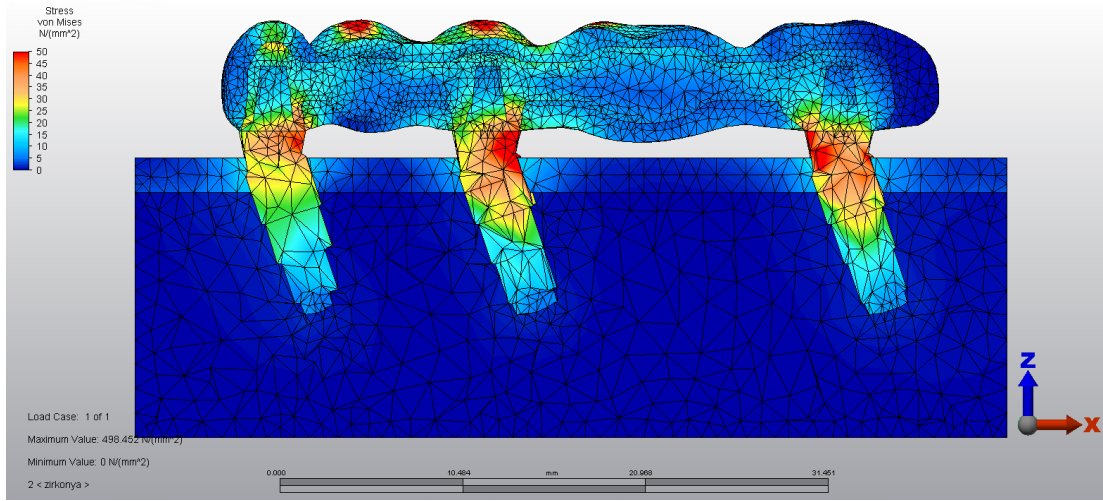 Stress
von Mises
N/(mm^2)
50
45
40
35
30
25
20
15
10
5
0
Z
X
Load Case: 1 of 1
Maximum Value: 498.452 N/(mm^2)
Minimum Value: 0 N/(mm^2)
2 < zirkonya >
0.000 10.484 mm 20.968 31.451